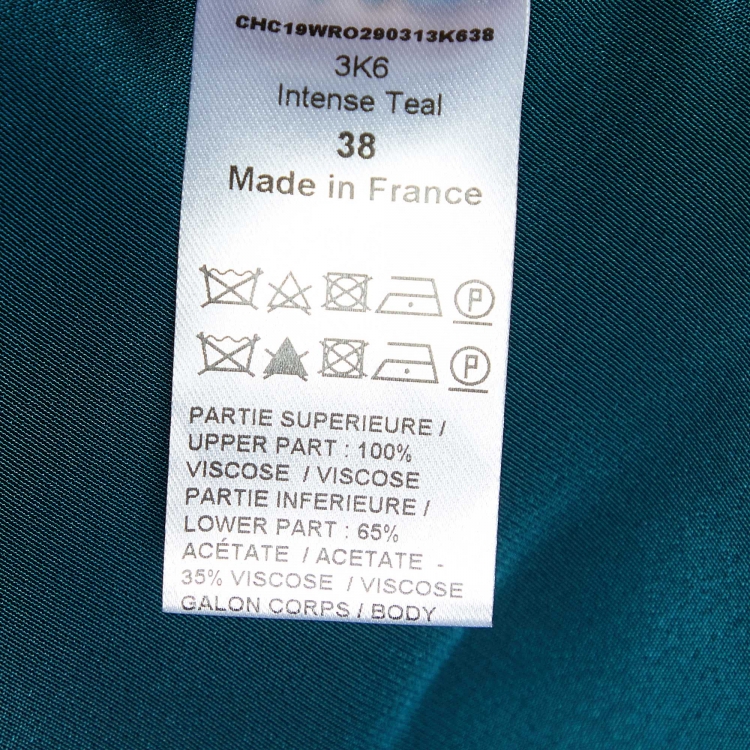 CHC19WRO290313K638
3K6
Intense Teal
38
Made in France
P
P
PARTIE SUPERIEURE /
UPPER PART : 100%
VISCOSE / VISCOSE
PARTIE INFERIEURE /
LOWER PART : 65%
ACÉTATE / ACETATE -
35% VISCOSE / VISCOSE
GALON CORPS / BODY